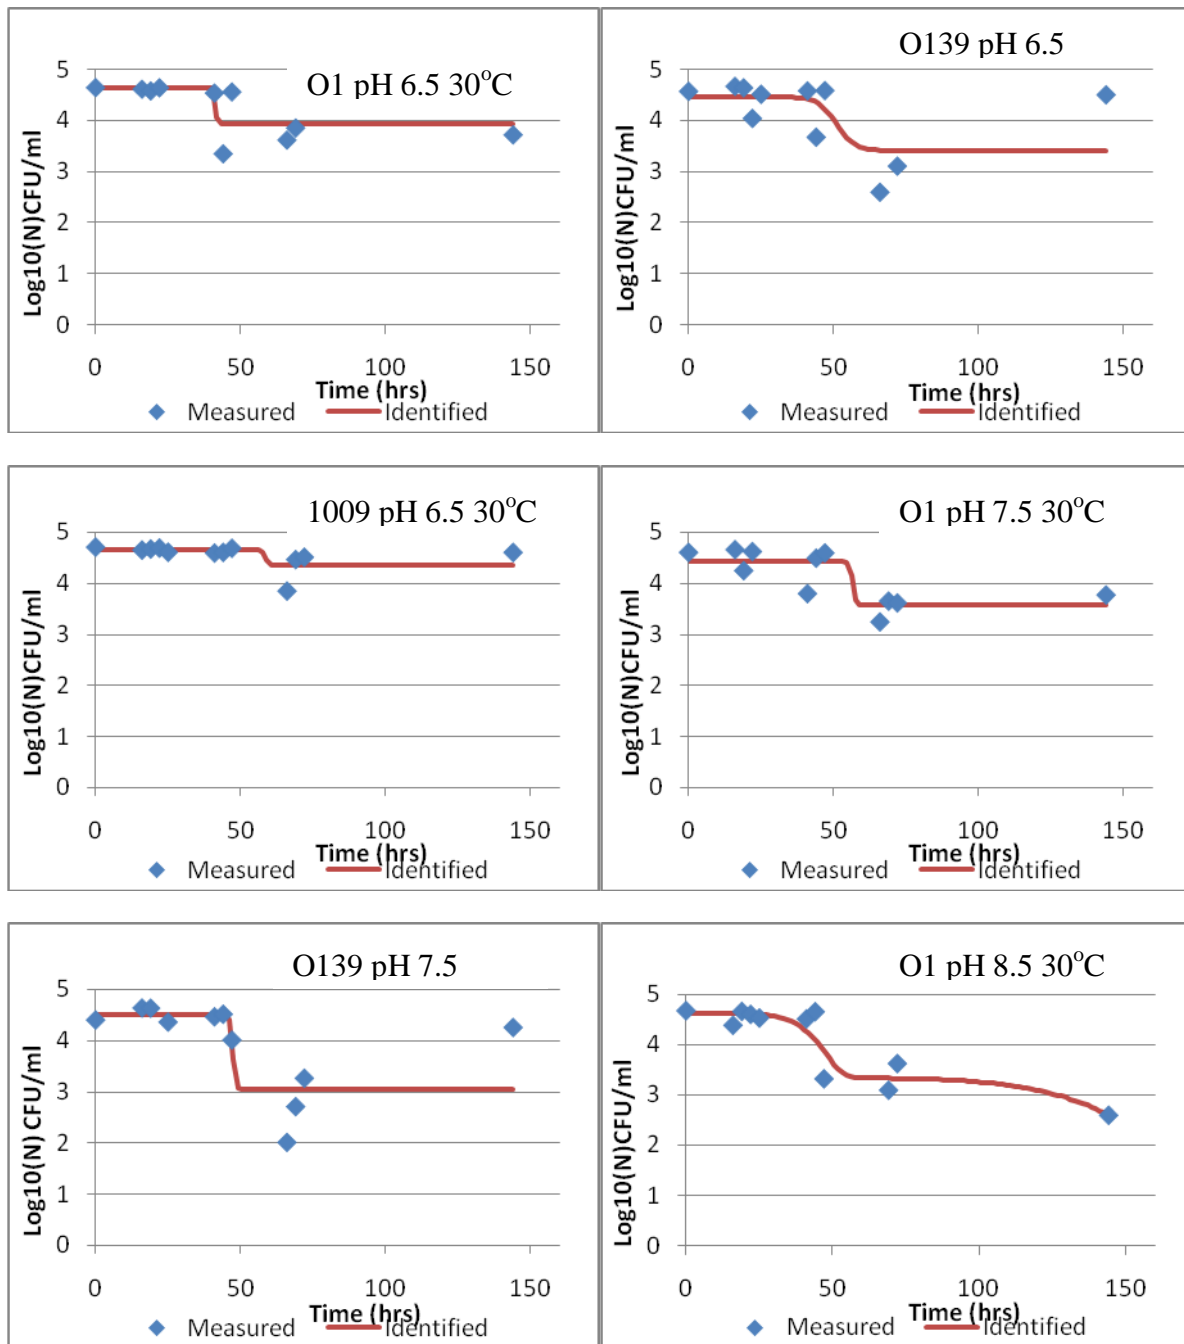 O1 pH 6.5 30°C
Log10(N)CFU/ml
5
4
3
2
1
0
0 50 100 150
Time (hrs)
Measured Identified
O139 pH 6.5
Log10(N)CFU/ml
5
4
3
2
1
0
0 50 100 150
Time (hrs)
Measured Identified
1009 pH 6.5 30°C
Log10(N)CFU/ml
5
4
3
2
1
0
0 50 100 150
Time (hrs)
Measured Identified
O1 pH 7.5 30°C
Log10(N)CFU/ml
5
4
3
2
1
0
0 50 100 150
Time (hrs)
Measured Identified
O139 pH 7.5
Log10(N) CFU/ml
5
4
3
2
1
0
0 50 100 150
Time (hrs)
Measured Identified
O1 pH 8.5 30°C
Log10(N)CFU/ml
5
4
3
2
1
0
0 50 100 150
Time (hrs)
Measured Identified